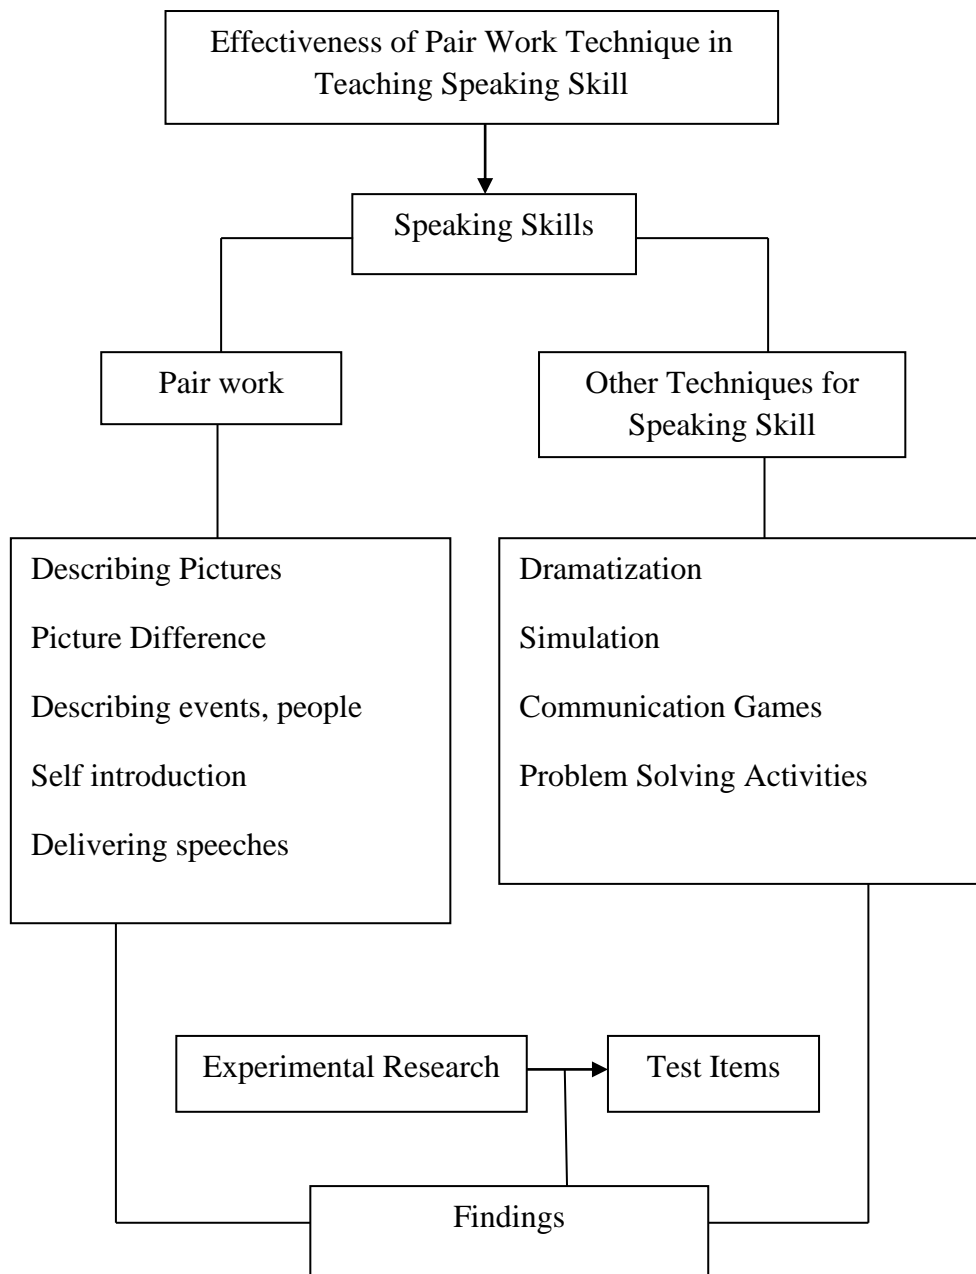 Effectiveness of Pair Work Technique in
Teaching Speaking Skill
Speaking Skills
Pair work
Other Techniques for
Speaking Skill
Describing Pictures
Picture Difference
Describing events, people
Self introduction
Delivering speeches
Dramatization
Simulation
Communication Games
Problem Solving Activities
Experimental Research
Test Items
Findings